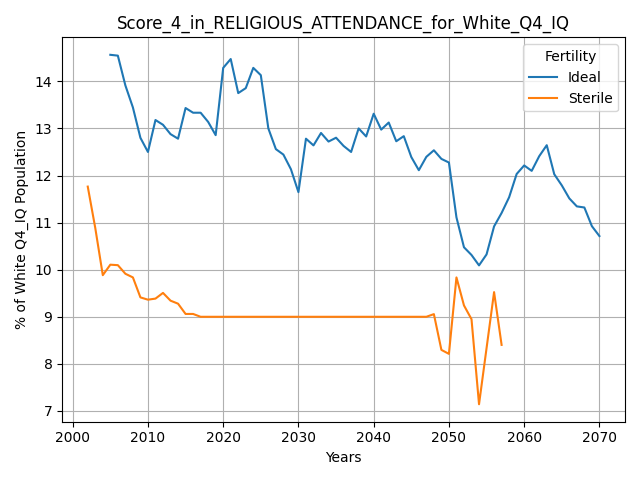 Score_4_in_RELIGIOUS_ATTENDANCE_for_White_Q4_IQ
Fertility
Ideal
Sterile
% of White Q4_IQ Population
14
13
12
11
10
9
8
7
2000 2010 2020 2030 2040 2050 2060 2070
Years